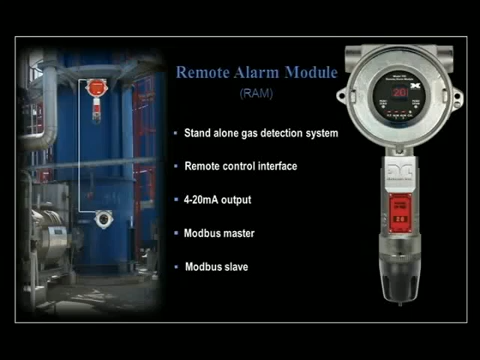 Remote Alarm Module
(RAM)
Stand alone gas detection system
Remote control interface
4-20mA output
Modbus master
Modbus slave